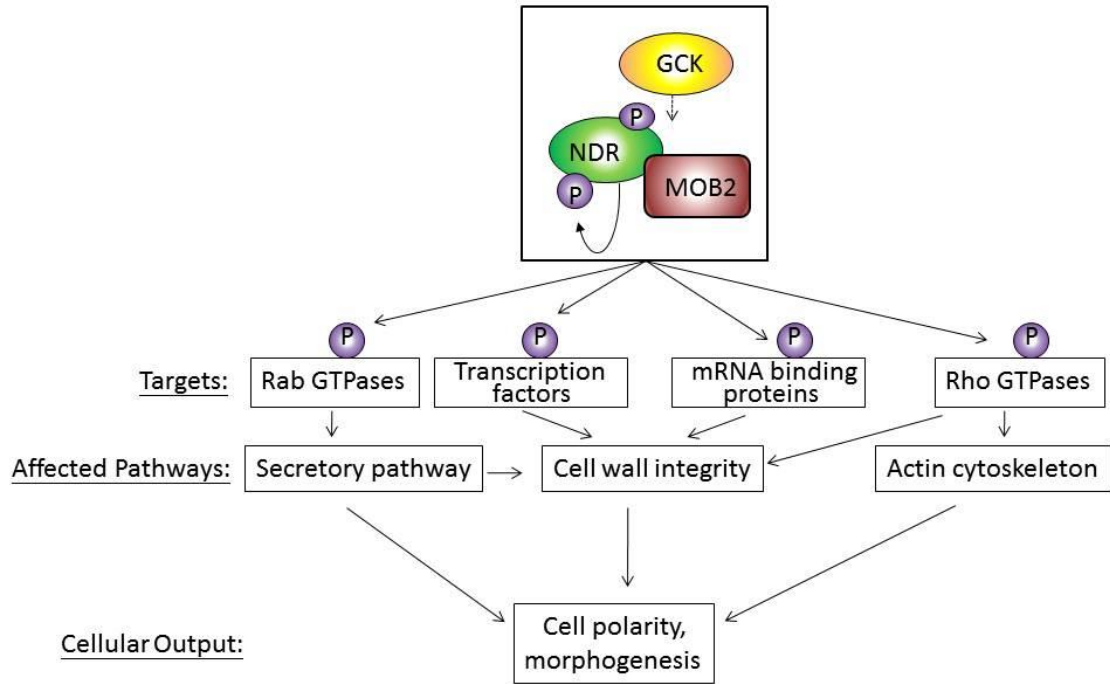 GCK
P
NDR
MOB2
P
P
P
P
P
Targets:
Rab GTPases
Transcription
factors
mRNA binding
proteins
Rho GTPases
Affected Pathways:
Secretory pathway
Cell wall integrity
Actin cytoskeleton
Cellular Output:
Cell polarity,
morphogenesis